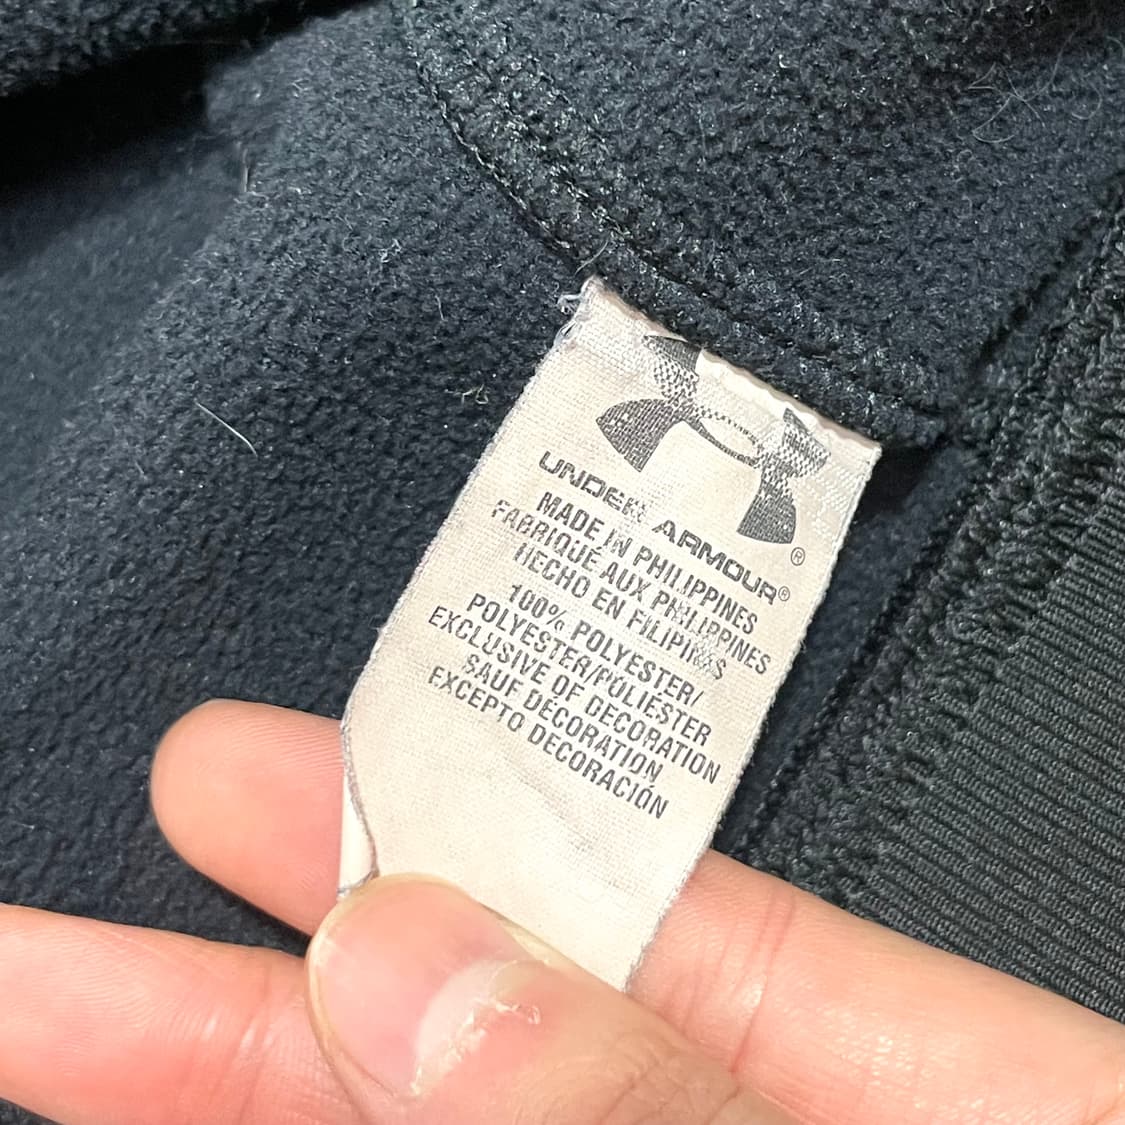 UNDER ARMOUR®
MADE IN PHILIPPINES
FABRIQUÉ AUX PHILIPPINES
HECHO EN FILIPINAS
100% POLYESTER/
POLYESTER/POLIÉSTER
EXCLUSIVE OF DECORATION
SAUF DÉCORATION
EXCEPTO DECORACIÓN